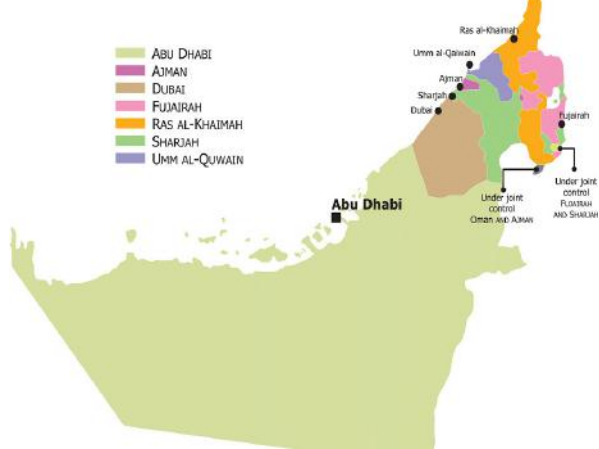 Ras al-Khaimah
Umm al-Qaiwain
Ajman
Sharjah
Dubai
Fujairah
ABU DHABI
AJMAN
DUBAI
FUJAIRAH
RAS AL-KHAIMAH
SHARJAH
UMM AL-QUWAIN
Abu Dhabi
Under joint
control
OMAN AND AJMAN
Under joint
control
FUJAIRAH
AND SHARJAH